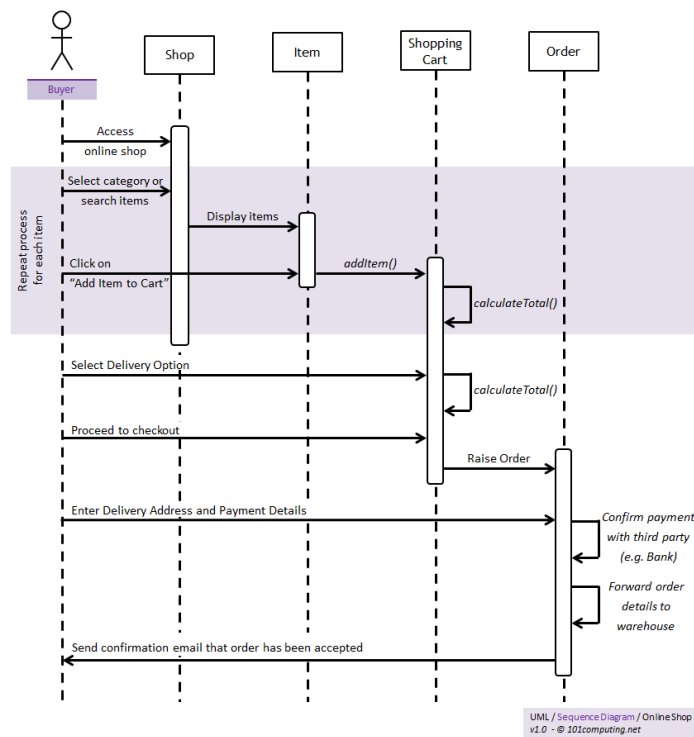 Shop
Item
Shopping
Cart
Order
Buyer
Access
online shop
Repeat process
for each item
Select category or
search items
Display items
Click on
“Add Item to Cart”
addItem()
calculateTotal()
Select Delivery Option
calculateTotal()
Proceed to checkout
Raise Order
Enter Delivery Address and Payment Details
Confirm payment
with third party
(e.g. Bank)
Forward order
details to
warehouse
Send confirmation email that order has been accepted
UML / Sequence Diagram / Online Shop
v1.0 - © 101computing.net